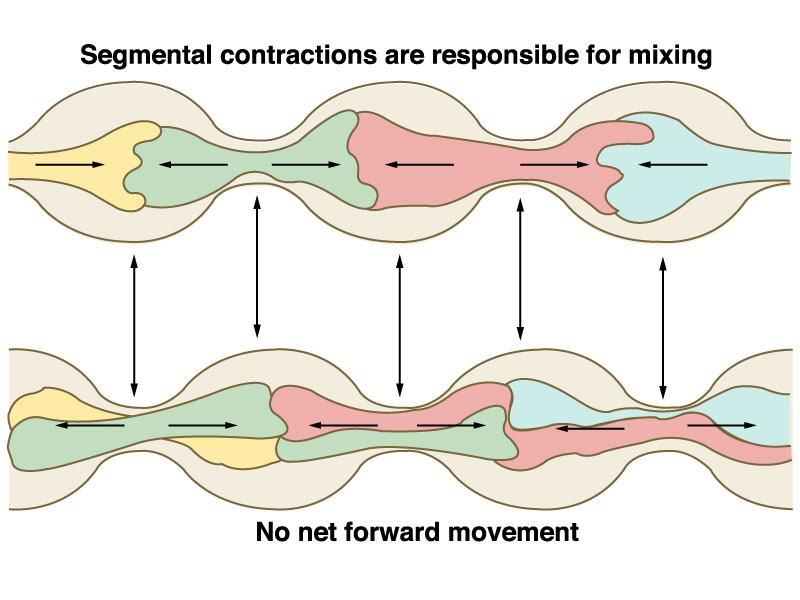 Segmental contractions are responsible for mixing
No net forward movement